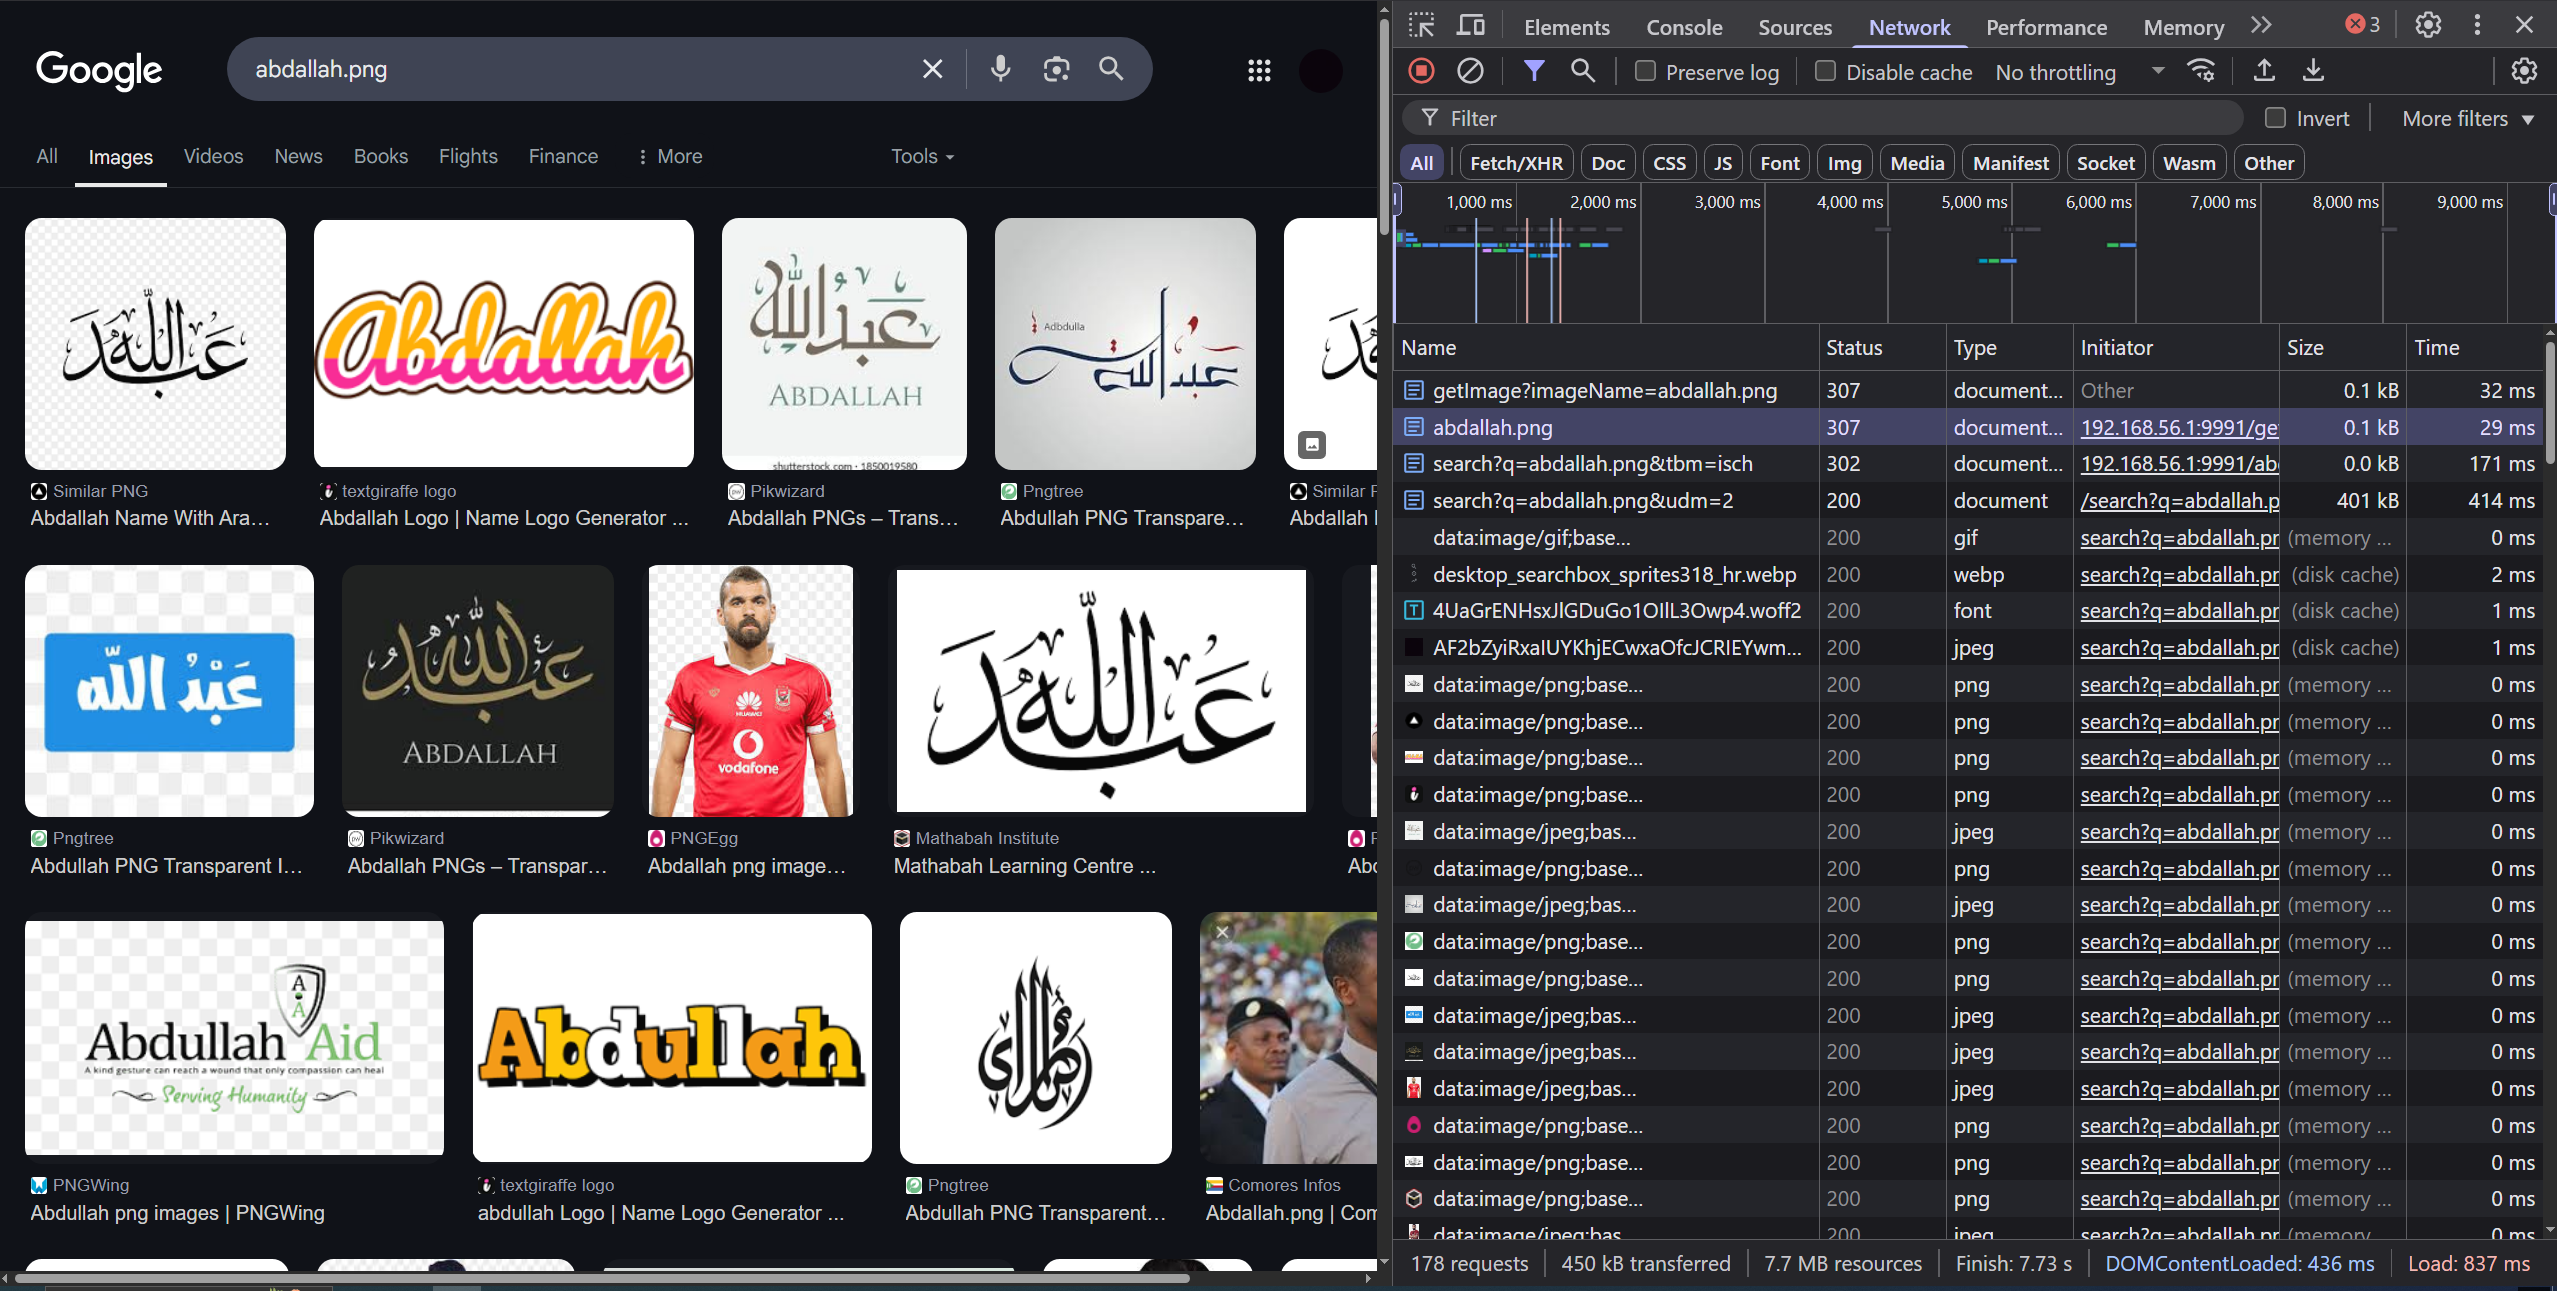 Google
abdallah.png
All
Images
Videos
News
Books
Flights
Finance
More
Tools
عبد الله
Abdallah
عبد الله
ABDALLAH
shutterstock.com · 1850019580
Adbdulla
عبد الله
Similar PNG
Abdallah Name With Ara...
textgiraffe logo
Abdallah Logo | Name Logo Generator ...
Pikwizard
Abdallah PNGs – Trans...
Pngtree
Abdullah PNG Transpare...
Similar
Abdallah
عَبْدُ اللّٰه
عبد الله
ABDALLAH
HUAWEI
vodafone
عبد الله
Pngtree
Abdullah PNG Transparent I...
Pikwizard
Abdallah PNGs – Transpar...
PNGEgg
Abdallah png image...
Mathabah Institute
Mathabah Learning Centre ...
A
A
Abdullah Aid
A kind gesture can reach a wound that only compassion can heal
Serving Humanity
Abdullah
PNGWing
Abdullah png images | PNGWing
textgiraffe logo
abdullah Logo | Name Logo Generator ...
Pngtree
Abdullah PNG Transparent...
Comores Infos
Abdallah.png | Com
Elements
Console
Sources
Network
Performance
Memory
3
Preserve log
Disable cache
No throttling
Filter
Invert
More filters
All
Fetch/XHR
Doc
CSS
JS
Font
Img
Media
Manifest
Socket
Wasm
Other
1,000 ms
2,000 ms
3,000 ms
4,000 ms
5,000 ms
6,000 ms
7,000 ms
8,000 ms
9,000 ms
Name Status Type Initiator Size Time
getImage?imageName=abdallah.png 307 document... Other 0.1 kB 32 ms
abdallah.png 307 document... 192.168.56.1:9991/ge 0.1 kB 29 ms
search?q=abdallah.png&tbm=isch 302 document... 192.168.56.1:9991/ab 0.0 kB 171 ms
search?q=abdallah.png&udm=2 200 document /search?q=abdallah.p 401 kB 414 ms
data:image/gif;base... 200 gif search?q=abdallah.pr (memory ... 0 ms
desktop_searchbox_sprites318_hr.webp 200 webp search?q=abdallah.pr (disk cache) 2 ms
4UaGrENHsxJlGDuGo1OIlL3Owp4.woff2 200 font search?q=abdallah.pr (disk cache) 1 ms
AF2bZyiRxaIUYKhjECwxaOfcJCRIEYwm... 200 jpeg search?q=abdallah.pr (disk cache) 1 ms
data:image/png;base... 200 png search?q=abdallah.pr (memory ... 0 ms
data:image/png;base... 200 png search?q=abdallah.pr (memory ... 0 ms
data:image/png;base... 200 png search?q=abdallah.pr (memory ... 0 ms
data:image/png;base... 200 png search?q=abdallah.pr (memory ... 0 ms
data:image/jpeg;bas... 200 jpeg search?q=abdallah.pr (memory ... 0 ms
data:image/png;base... 200 png search?q=abdallah.pr (memory ... 0 ms
data:image/jpeg;bas... 200 jpeg search?q=abdallah.pr (memory ... 0 ms
data:image/png;base... 200 png search?q=abdallah.pr (memory ... 0 ms
data:image/png;base... 200 png search?q=abdallah.pr (memory ... 0 ms
data:image/jpeg;bas... 200 jpeg search?q=abdallah.pr (memory ... 0 ms
data:image/jpeg;bas... 200 jpeg search?q=abdallah.pr (memory ... 0 ms
data:image/jpeg;bas... 200 jpeg search?q=abdallah.pr (memory ... 0 ms
data:image/png;base... 200 png search?q=abdallah.pr (memory ... 0 ms
data:image/png;base... 200 png search?q=abdallah.pr (memory ... 0 ms
data:image/png;base... 200 png search?q=abdallah.pr (memory ... 0 ms
data:image/jpeg;bas... 200 jpeg search?q=abdallah.pr (memory ... 0 ms
178 requests
450 kB transferred
7.7 MB resources
Finish: 7.73 s
DOMContentLoaded: 436 ms
Load: 837 ms